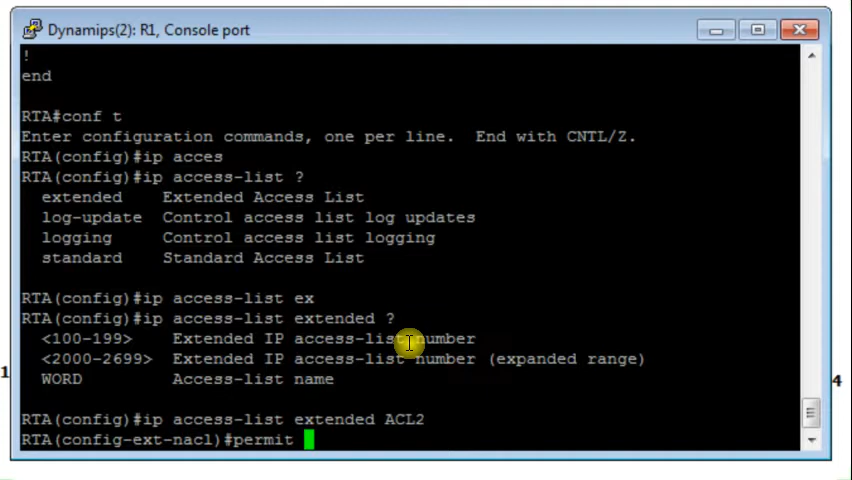 Dynamips(2): R1, Console port
!
end
RTA#conf t
Enter configuration commands, one per line.  End with CNTL/Z.
RTA(config)#ip acces
RTA(config)#ip access-list ?
  extended    Extended Access List
  log-update  Control access list log updates
  logging     Control access list logging
  standard    Standard Access List
RTA(config)#ip access-list ex
RTA(config)#ip access-list extended ?
  <100-199>    Extended IP access-list number
  <2000-2699>  Extended IP access-list number (expanded range)
  WORD         Access-list name
1
4
RTA(config)#ip access-list extended ACL2
RTA(config-ext-nacl)#permit